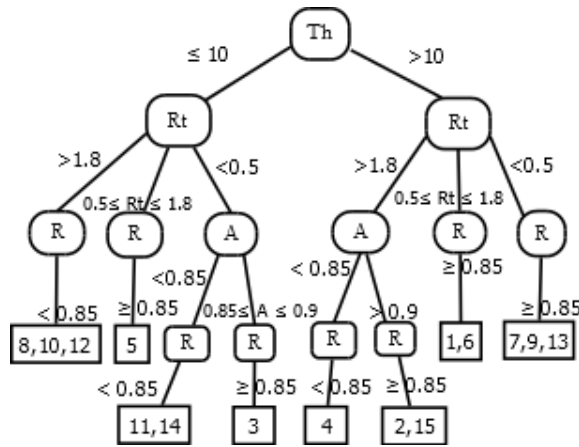 Th
≤ 10 >10
Rt Rt
>1.8 0.5≤ Rt ≤ 1.8 <0.5 >1.8 0.5≤ Rt ≤ 1.8 <0.5
R R A A R R
<0.85 0.85≤ A ≤ 0.9 < 0.85 >0.9
< 0.85 ≥ 0.85 ≥ 0.85 ≥ 0.85
8,10,12 5 R R R R 1,6 7,9,13
< 0.85 ≥ 0.85 <0.85 ≥ 0.85
11,14 3 4 2,15